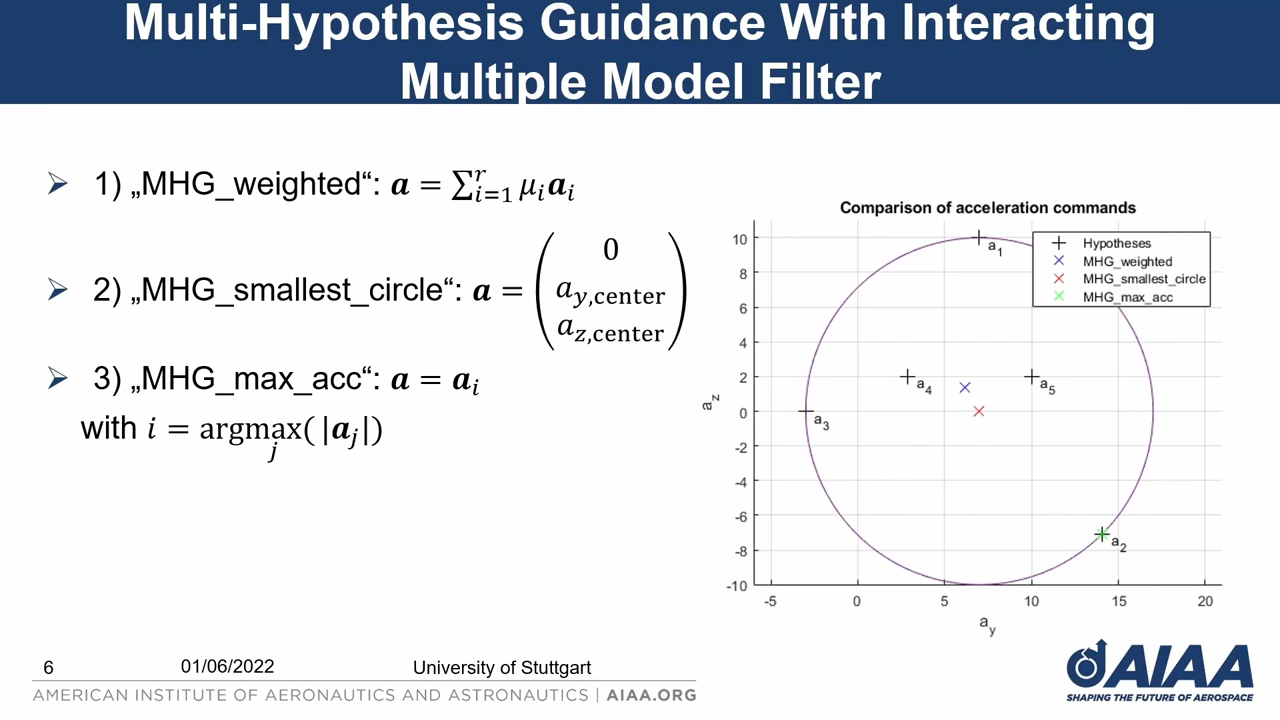 Multi-Hypothesis Guidance With Interacting
Multiple Model Filter
➢ 1) „MHG_weighted“: 𝒂 = ∑ᵣᵢ₌₁ μᵢ𝒂ᵢ
➢ 2) „MHG_smallest_circle“: 𝒂 = (0
a_y,center
a_z,center)
➢ 3) „MHG_max_acc“: 𝒂 = 𝒂ᵢ
with i = argmax( |𝒂ⱼ|)
j
Comparison of acceleration commands
Hypotheses
MHG_weighted
MHG_smallest_circle
MHG_max_acc
10
8
6
4
2
0
-2
-4
-6
-8
-10
a_z
a₁
a₄
a₅
a₃
a₂
-5 0 5 10 15 20
a_y
6 01/06/2022 University of Stuttgart
AMERICAN INSTITUTE OF AERONAUTICS AND ASTRONAUTICS | AIAA.ORG
AIAA
SHAPING THE FUTURE OF AEROSPACE